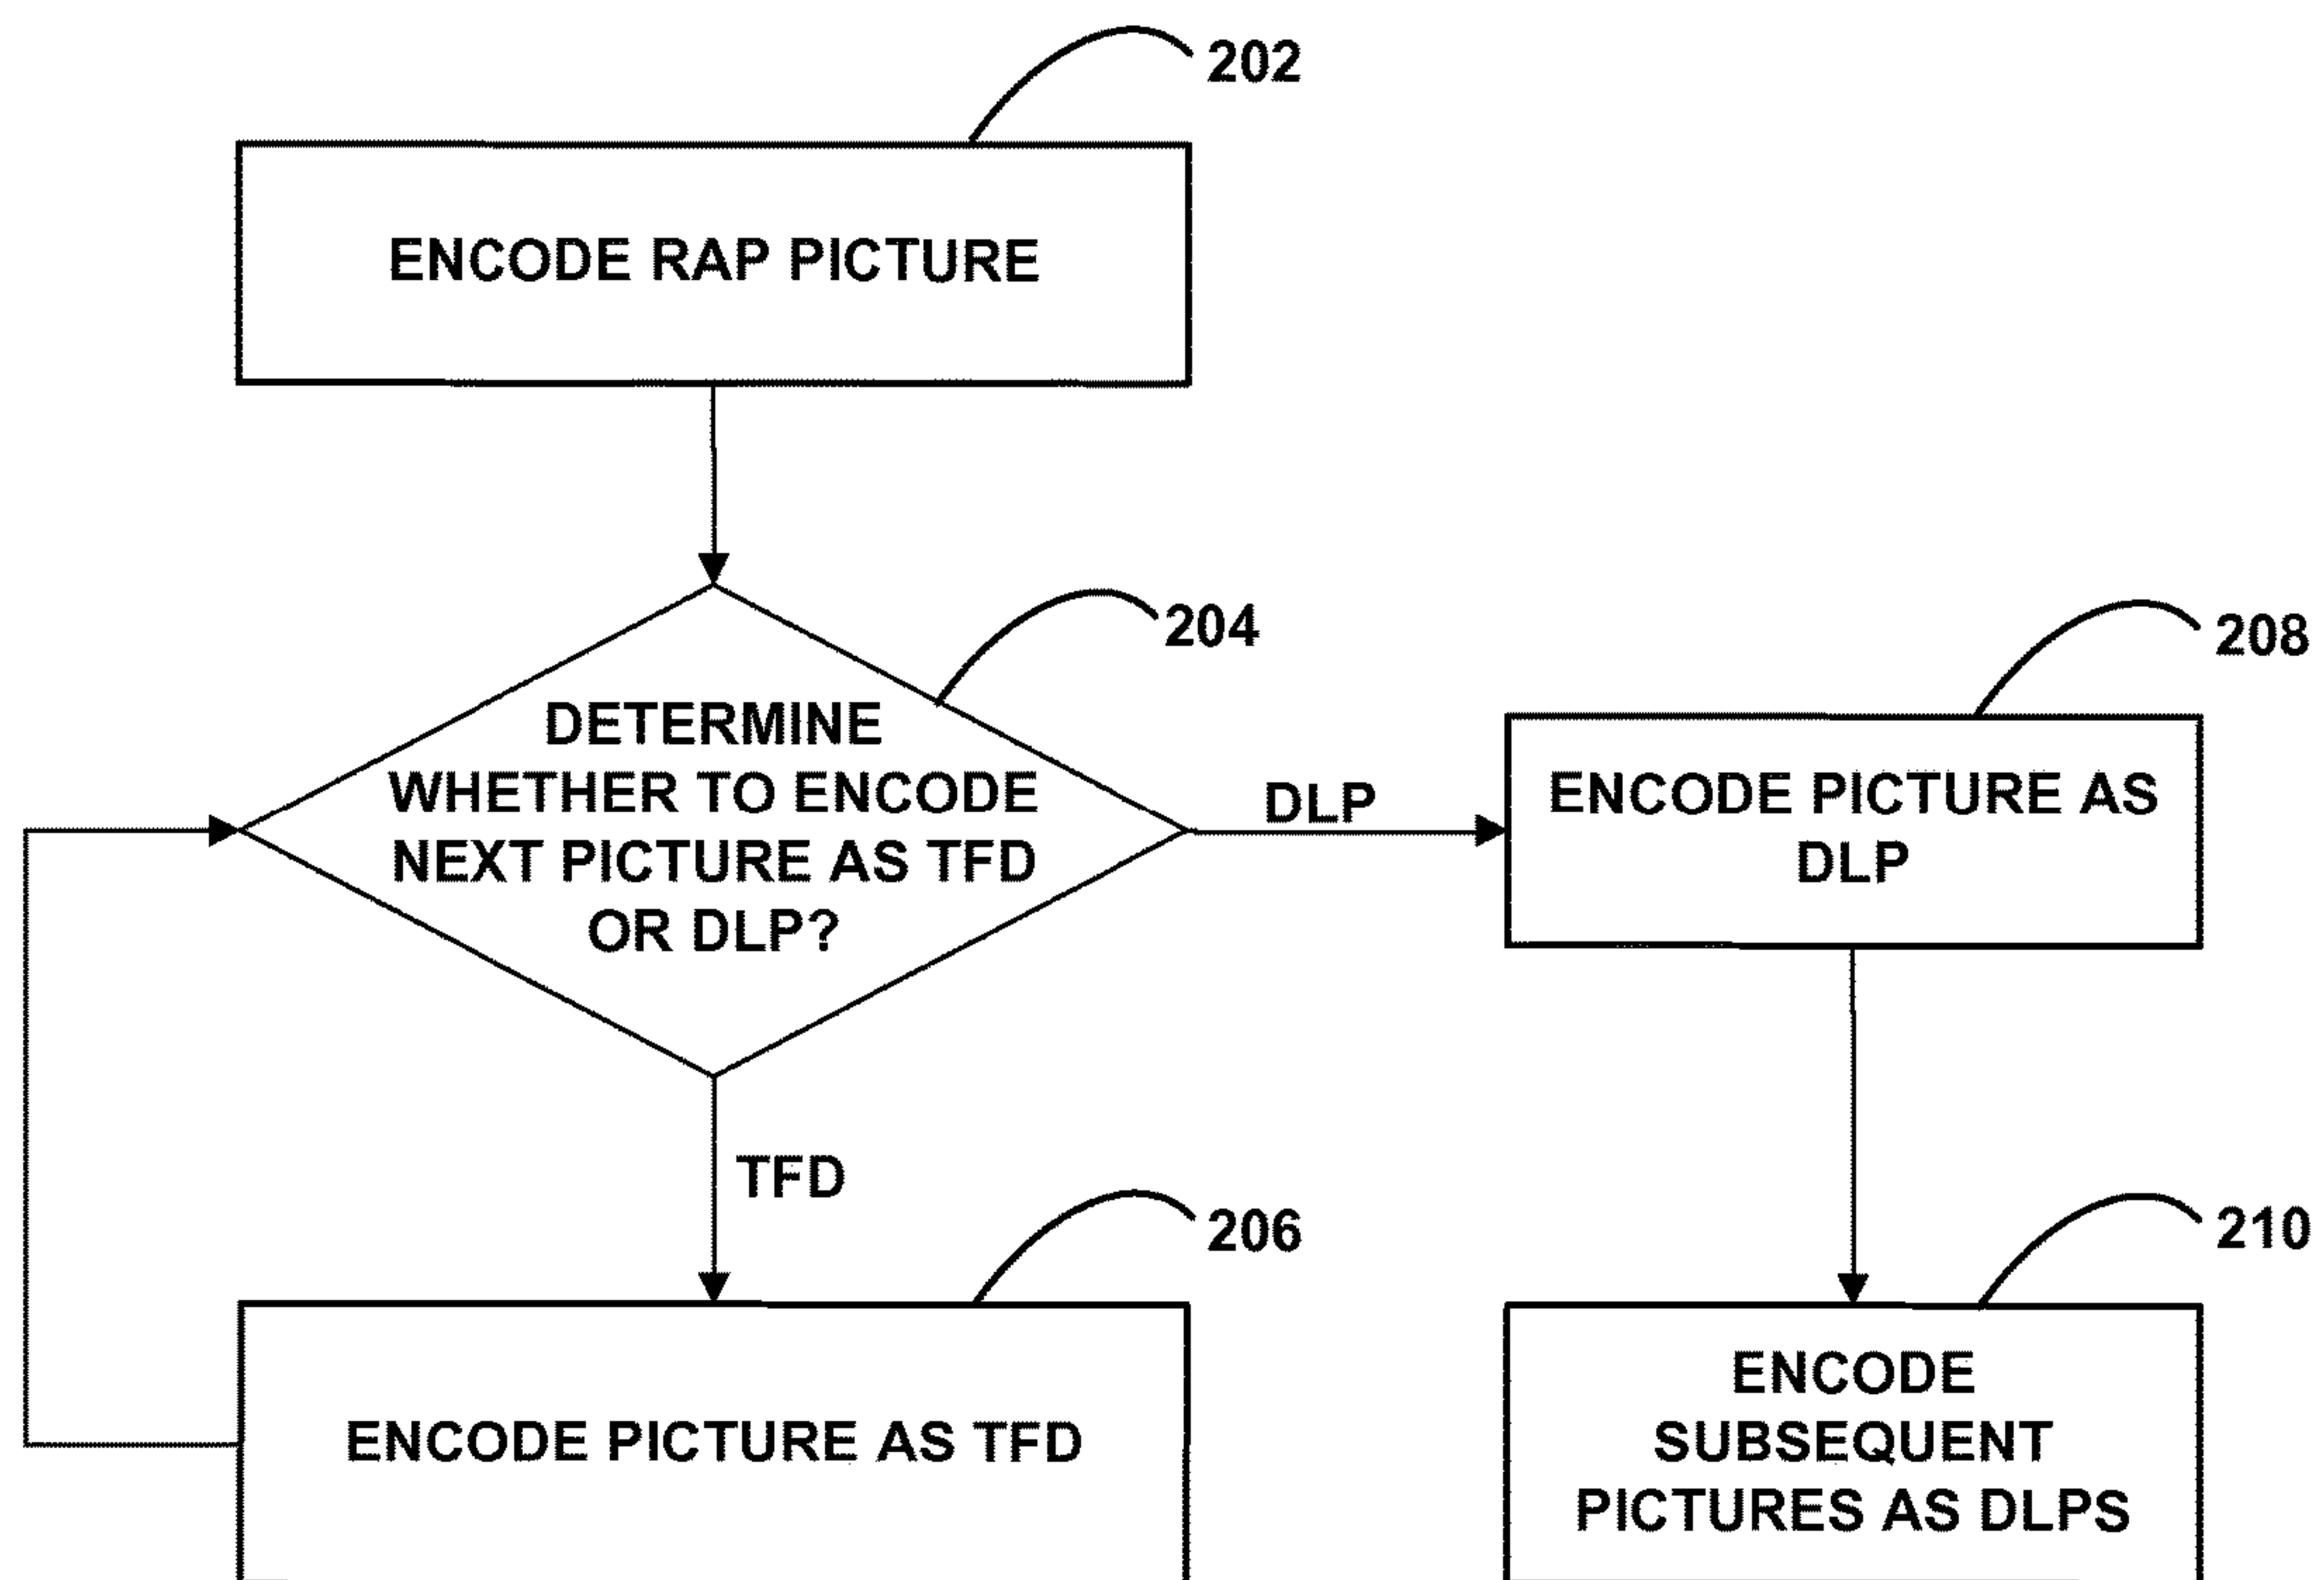 202
ENCODE RAP PICTURE
204
DETERMINE
WHETHER TO ENCODE
NEXT PICTURE AS TFD
OR DLP?
DLP
208
ENCODE PICTURE AS
DLP
TFD
206
ENCODE PICTURE AS TFD
210
ENCODE
SUBSEQUENT
PICTURES AS DLPS